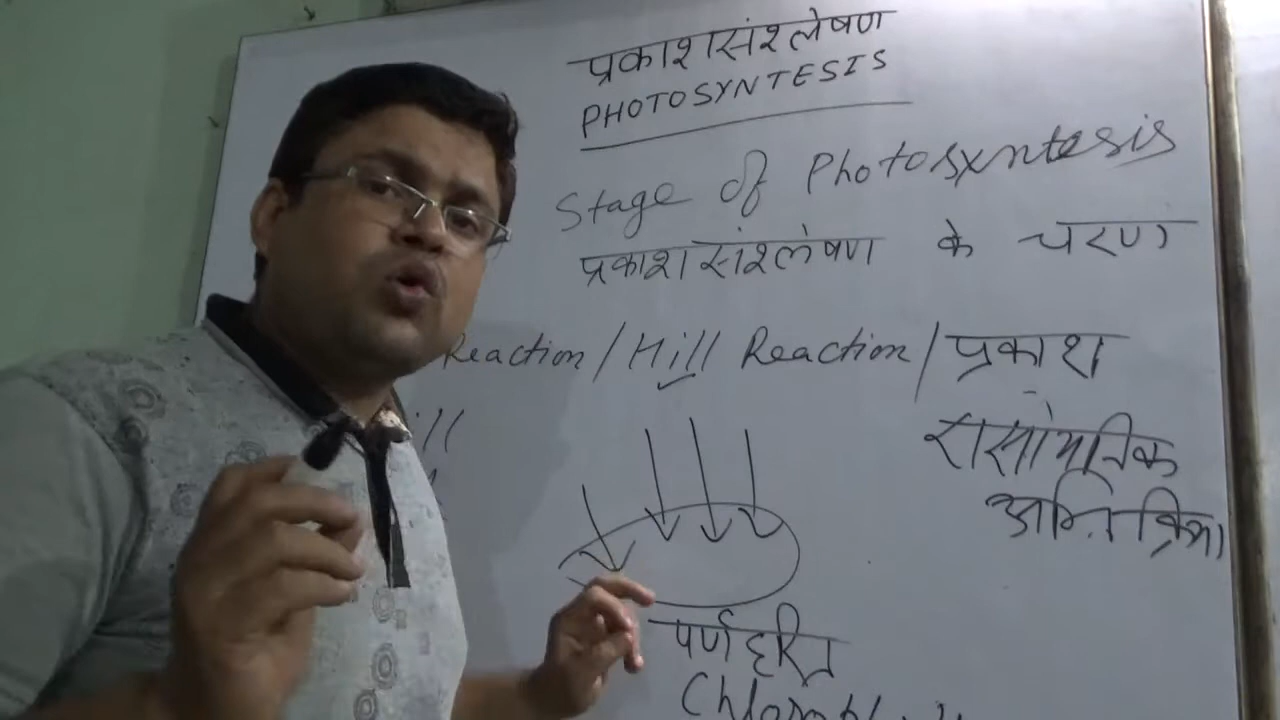 प्रकाशसंश्लेषण
PHOTOSYNTESIS
Stage of Photosyntesis
प्रकाशसंश्लेषण के चरण
Reaction / Hill Reaction / प्रकाश
रासायनिक
अभिक्रिया
पर्णहरित